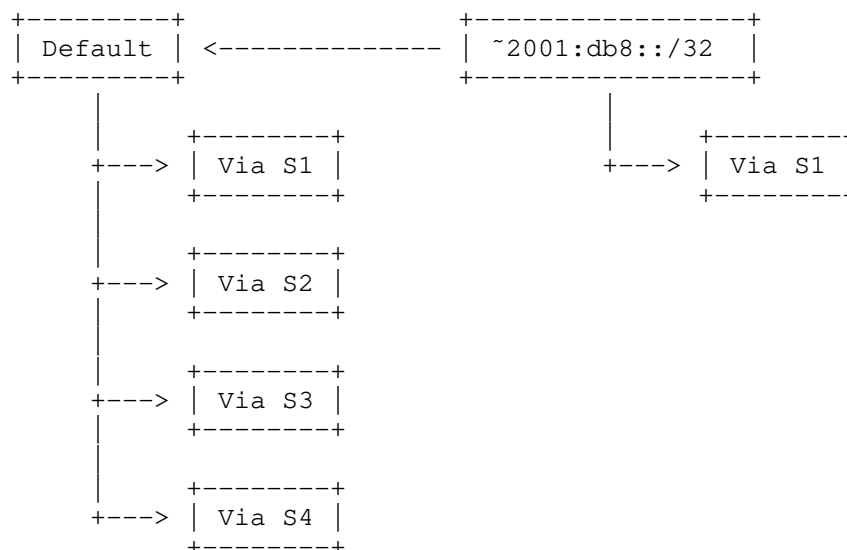 Default <-------------- ~2001:db8::/32
+---> Via S1 +---> Via S1
+---> Via S2
+---> Via S3
+---> Via S4